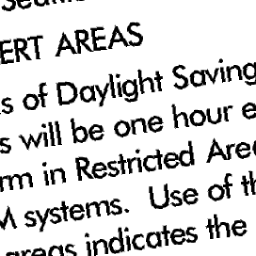 ERT AREAS
s of Daylight Saving
s will be one hour e
rm in Restricted Area
M systems. Use of th
areas indicates the